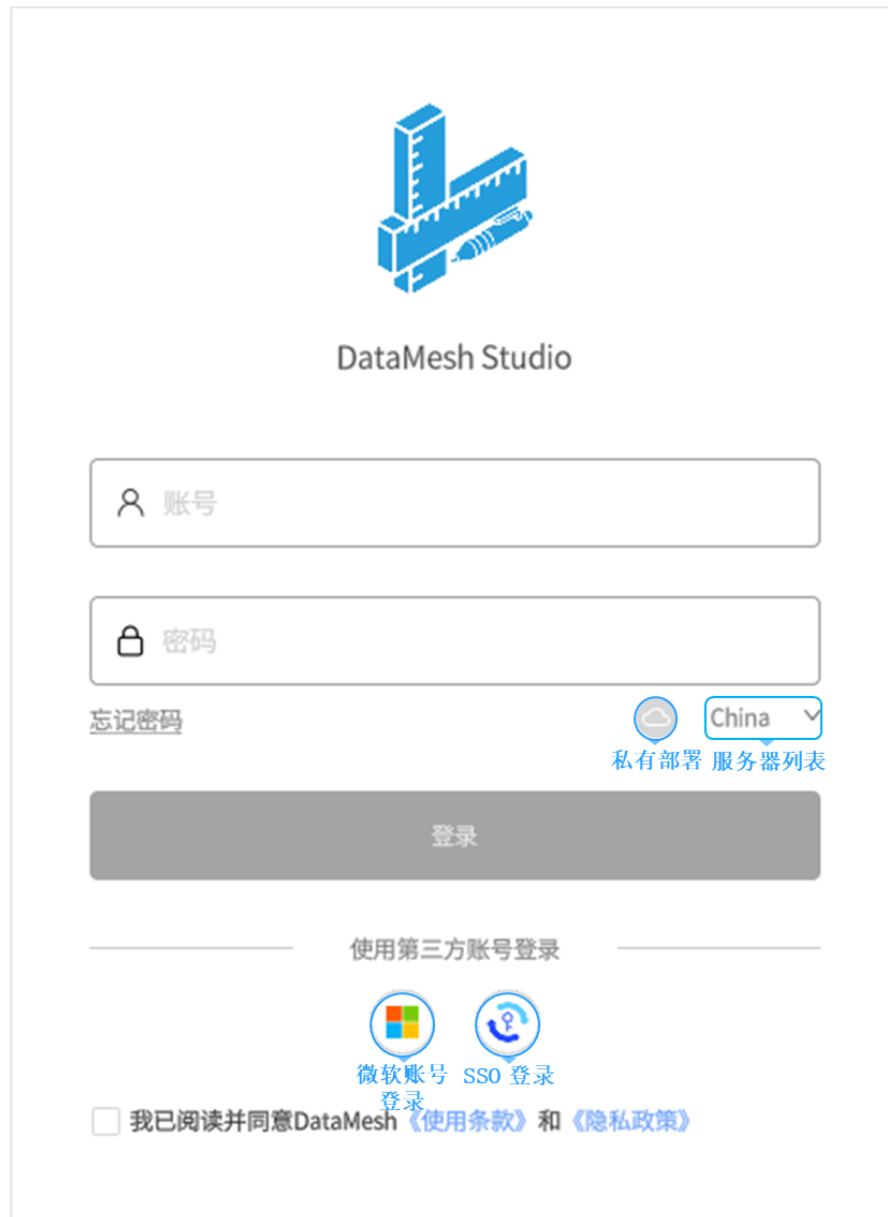 DataMesh Studio
账号
密码
忘记密码
China
私有部署
服务器列表
登录
使用第三方账号登录
微软账号
登录
SSO 登录
我已阅读并同意DataMesh《使用条款》和《隐私政策》